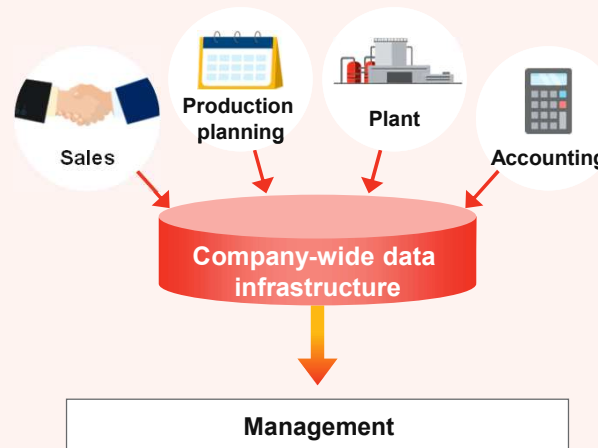 Sales
Production
planning
Plant
Accounting
Company-wide data
infrastructure
Management